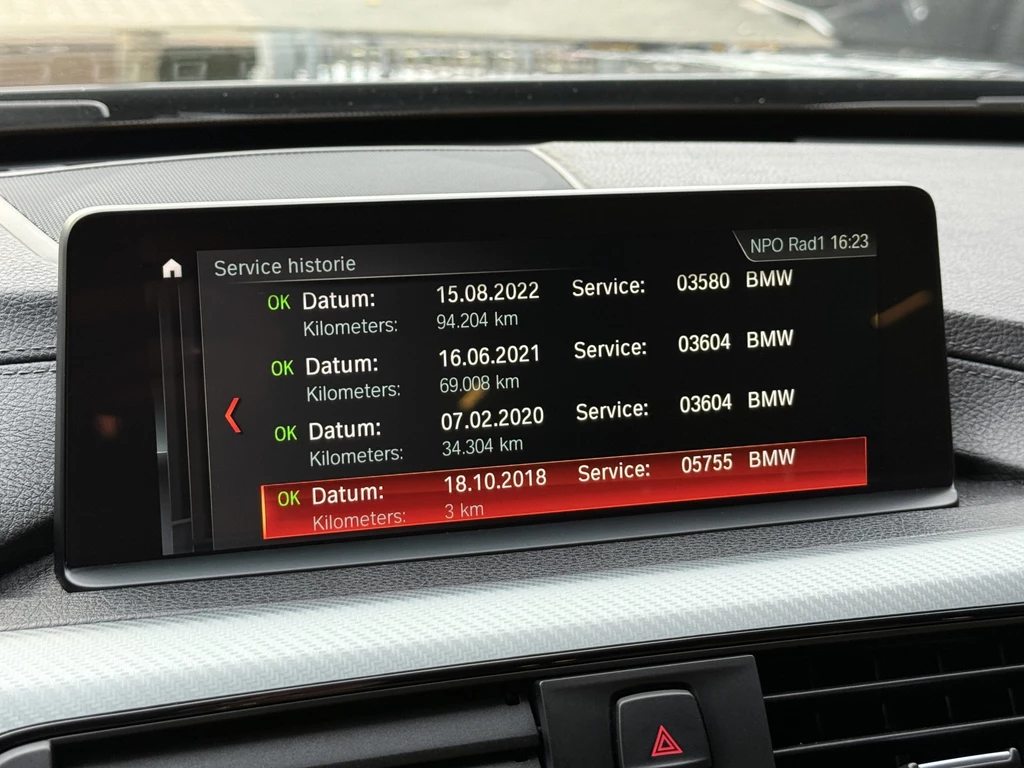 NPO Rad1 16:23
Service historie
OK Datum: 15.08.2022 Service: 03580 BMW
Kilometers: 94.204 km
OK Datum: 16.06.2021 Service: 03604 BMW
Kilometers: 69.008 km
OK Datum: 07.02.2020 Service: 03604 BMW
Kilometers: 34.304 km
OK Datum: 18.10.2018 Service: 05755 BMW
Kilometers: 3 km